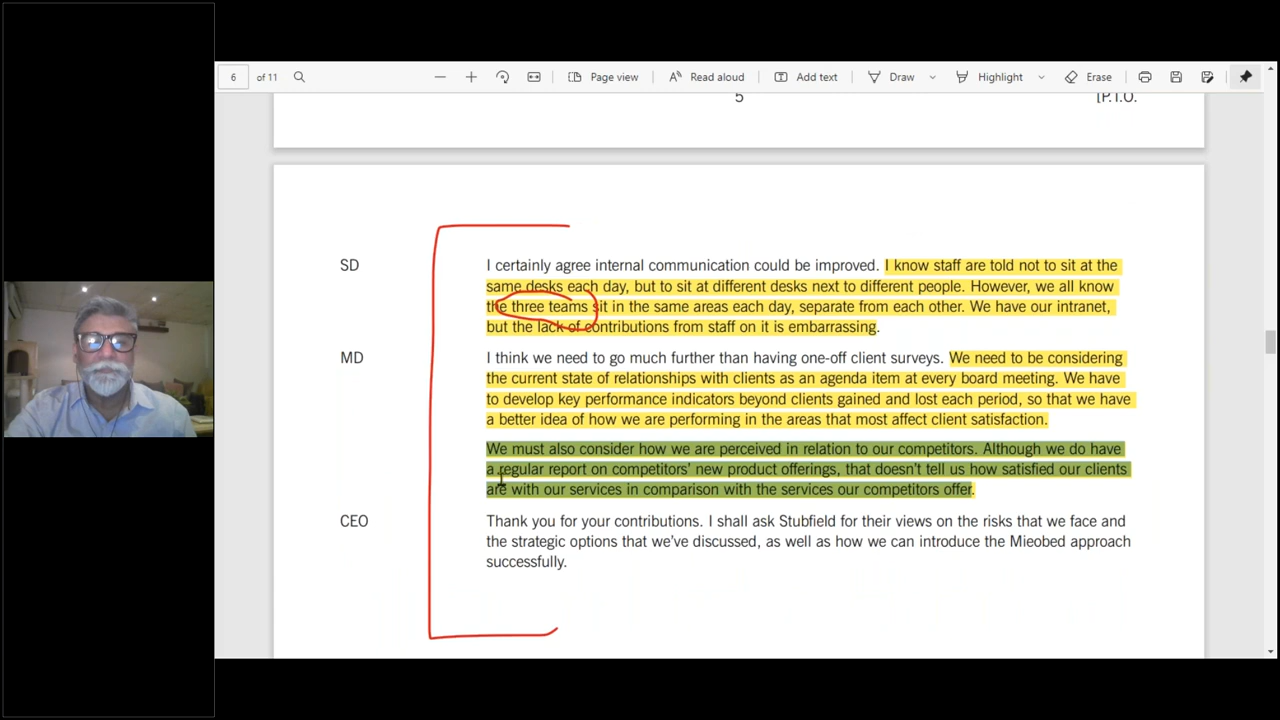 6 of 11 Page view Read aloud Add text Draw Highlight Erase
5 [P.T.O.
SD I certainly agree internal communication could be improved. I know staff are told not to sit at the
same desks each day, but to sit at different desks next to different people. However, we all know
the three teams sit in the same areas each day, separate from each other. We have our intranet,
but the lack of contributions from staff on it is embarrassing.
MD I think we need to go much further than having one-off client surveys. We need to be considering
the current state of relationships with clients as an agenda item at every board meeting. We have
to develop key performance indicators beyond clients gained and lost each period, so that we have
a better idea of how we are performing in the areas that most affect client satisfaction.
We must also consider how we are perceived in relation to our competitors. Although we do have
a regular report on competitors' new product offerings, that doesn't tell us how satisfied our clients
are with our services in comparison with the services our competitors offer.
CEO Thank you for your contributions. I shall ask Stubfield for their views on the risks that we face and
the strategic options that we've discussed, as well as how we can introduce the Mieobed approach
successfully.